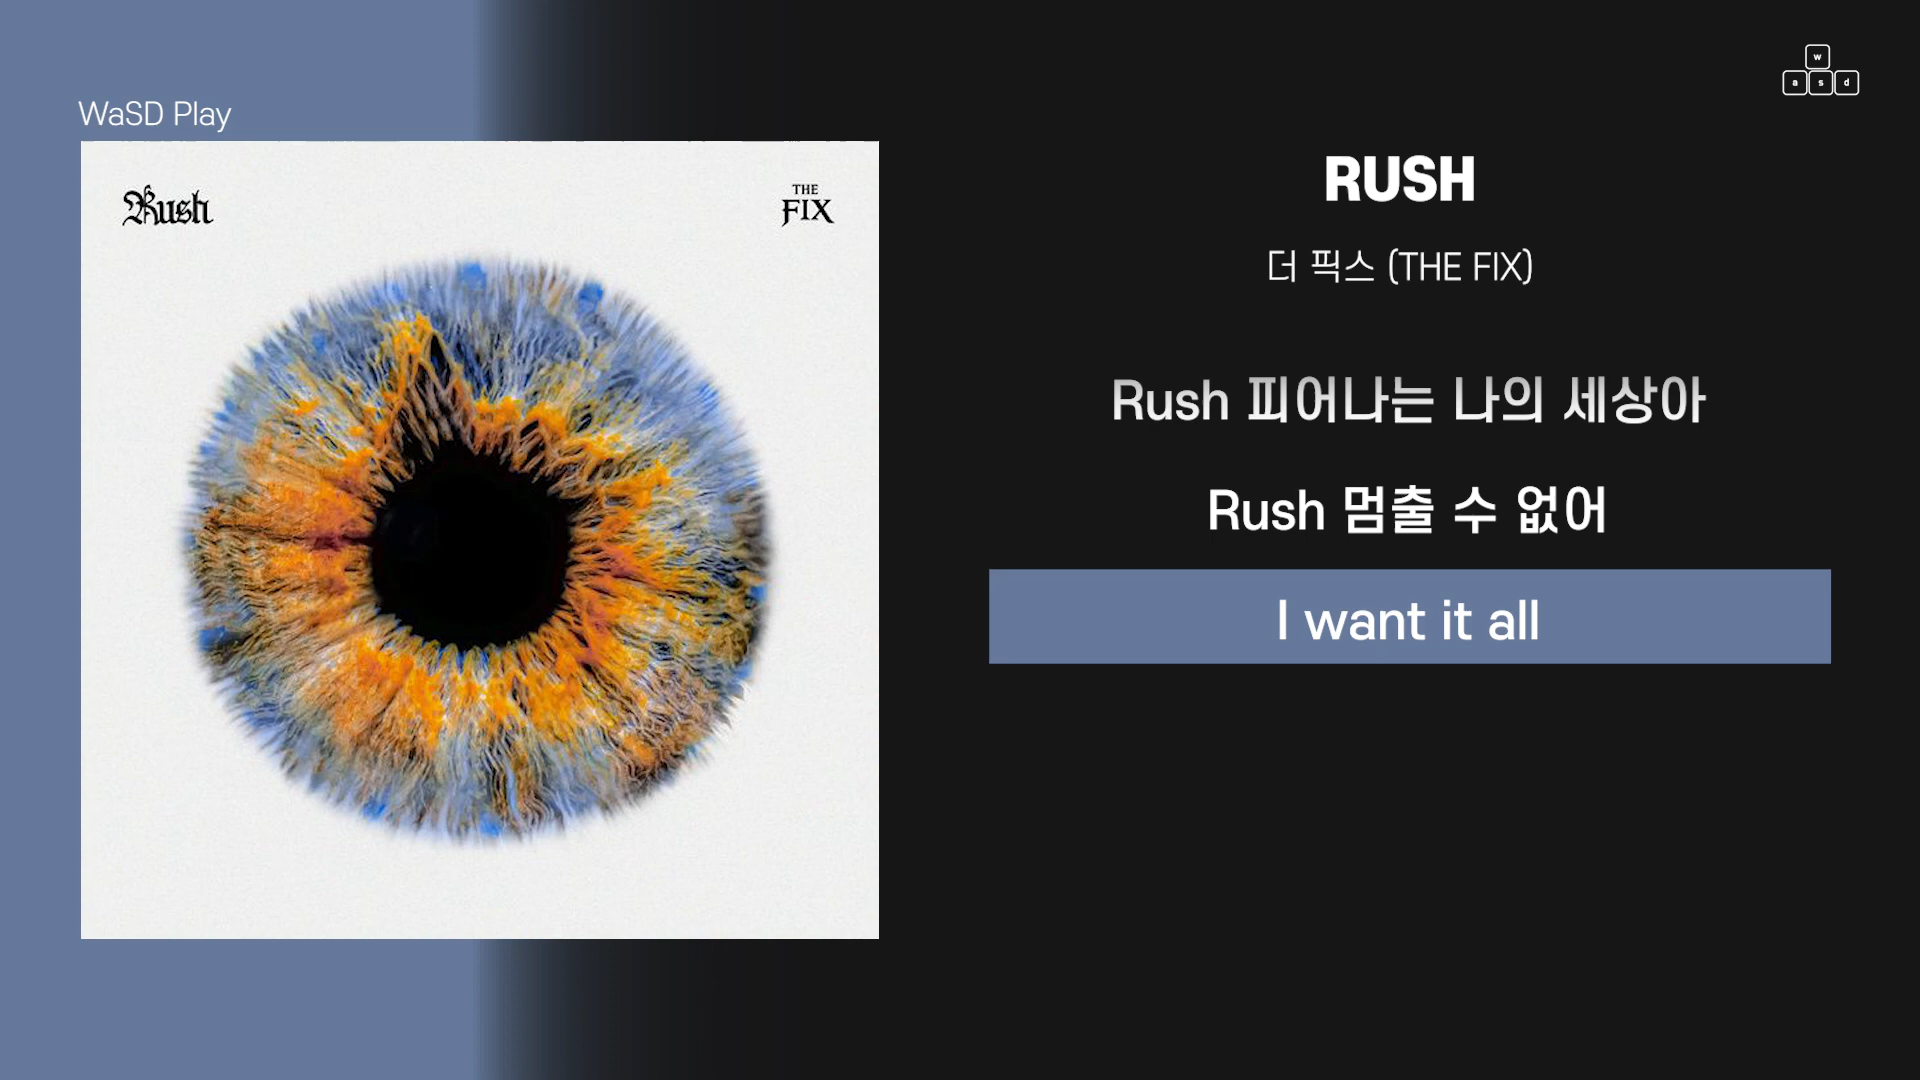 WaSD Play
Rush
THE
FIX
w
a s d
RUSH
더 픽스 (THE FIX)
Rush 피어나는 나의 세상아
Rush 멈출 수 없어
I want it all